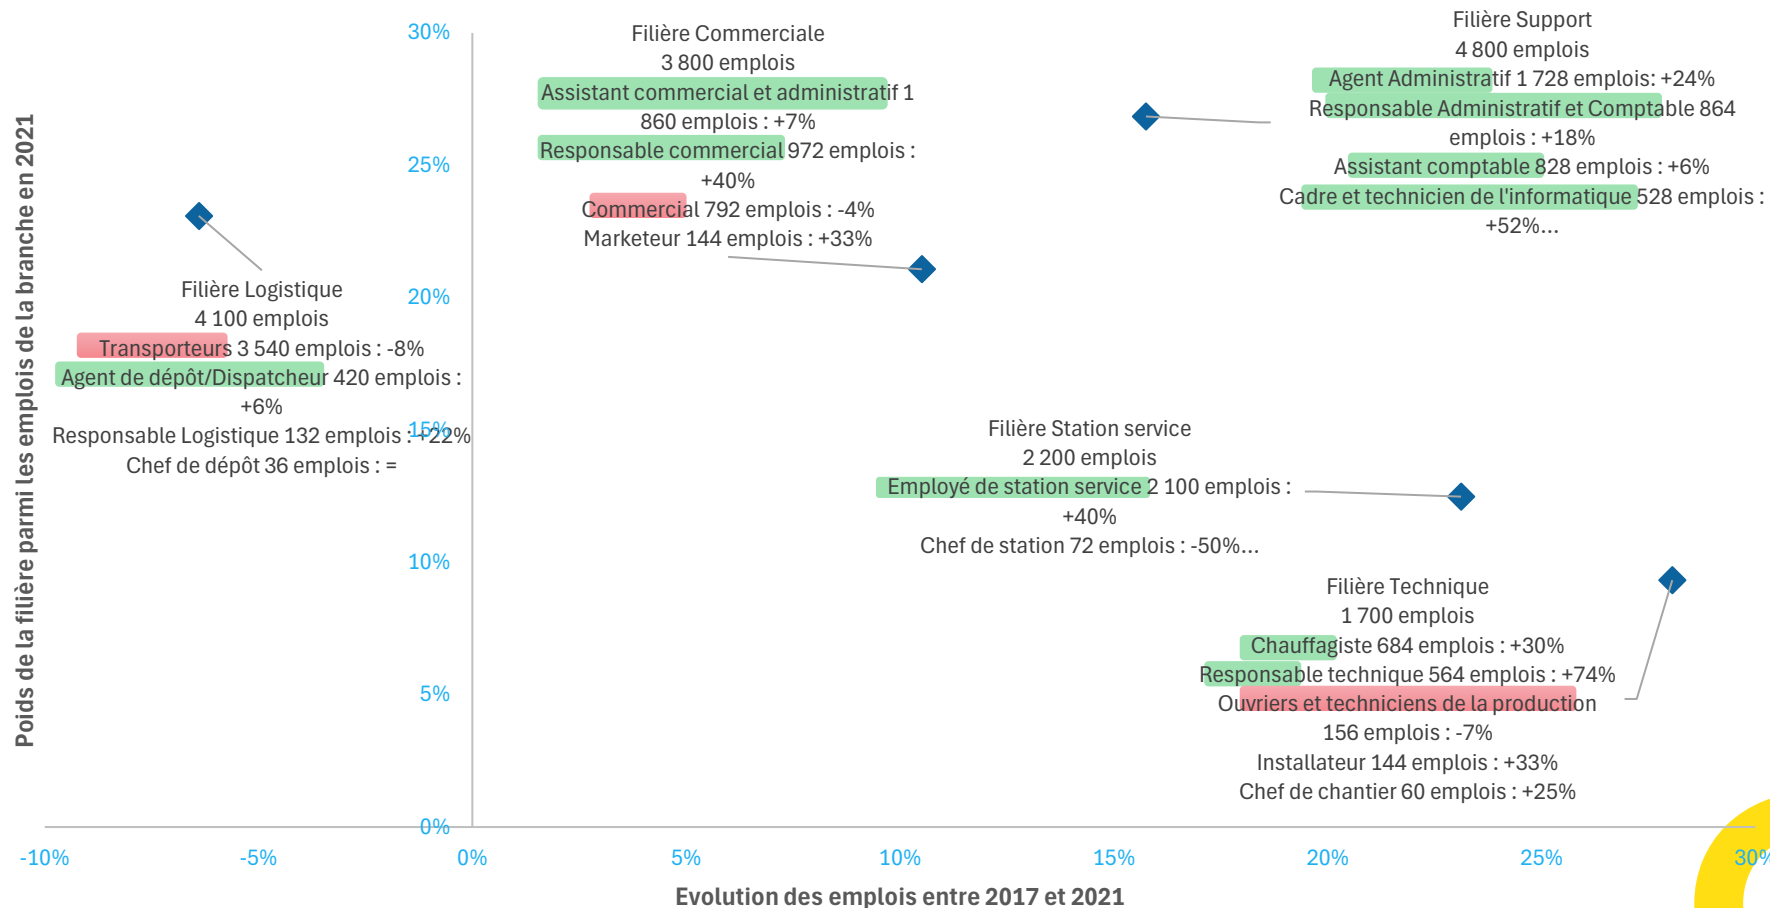 Poids de la filière parmi les emplois de la branche en 2021
30%
25%
20%
15%
10%
5%
0%
Filière Commerciale
3 800 emplois
Assistant commercial et administratif 1
860 emplois : +7%
Responsable commercial 972 emplois :
+40%
Commercial 792 emplois : -4%
Marketeur 144 emplois : +33%
Filière Support
4 800 emplois
Agent Administratif 1 728 emplois: +24%
Responsable Administratif et Comptable 864
emplois : +18%
Assistant comptable 828 emplois : +6%
Cadre et technicien de l'informatique 528 emplois :
+52%...
Filière Logistique
4 100 emplois
Transporteurs 3 540 emplois : -8%
Agent de dépôt/Dispatcheur 420 emplois :
+6%
Responsable Logistique 132 emplois : +22%
Chef de dépôt 36 emplois : =
Filière Station service
2 200 emplois
Employé de station service 2 100 emplois :
+40%
Chef de station 72 emplois : -50%...
Filière Technique
1 700 emplois
Chauffagiste 684 emplois : +30%
Responsable technique 564 emplois : +74%
Ouvriers et techniciens de la production
156 emplois : -7%
Installateur 144 emplois : +33%
Chef de chantier 60 emplois : +25%
-10%
-5%
0%
5%
10%
15%
20%
25%
30%
Evolution des emplois entre 2017 et 2021